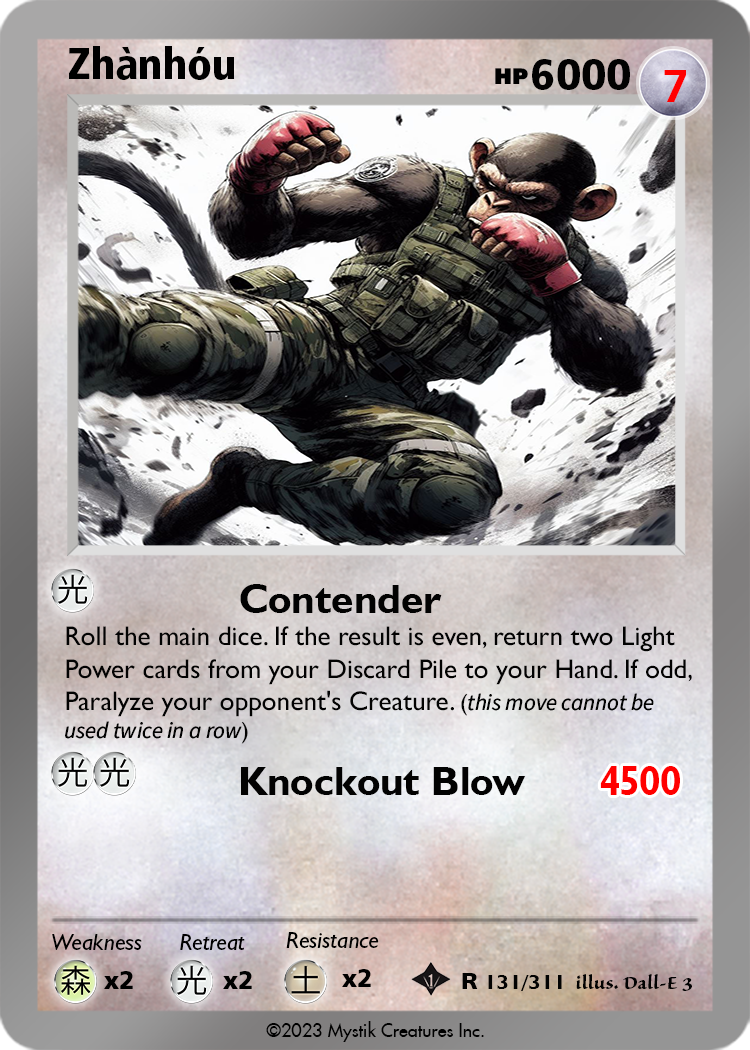 Zhànhóu
HP6000 7
光
Contender
Roll the main dice. If the result is even, return two Light
Power cards from your Discard Pile to your Hand. If odd,
Paralyze your opponent's Creature. (this move cannot be
used twice in a row)
光光 Knockout Blow 4500
Weakness Retreat Resistance
森 x2 光 x2 土 x2 1 R 131/311 illus. Dall-E 3
©2023 Mystik Creatures Inc.